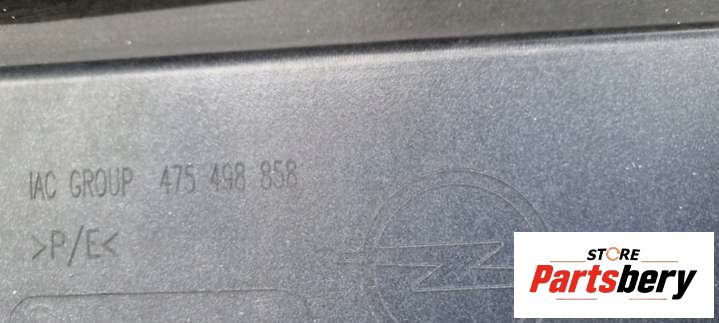 IAC GROUP 475 498 858
>P/E<
STORE
Partsbery